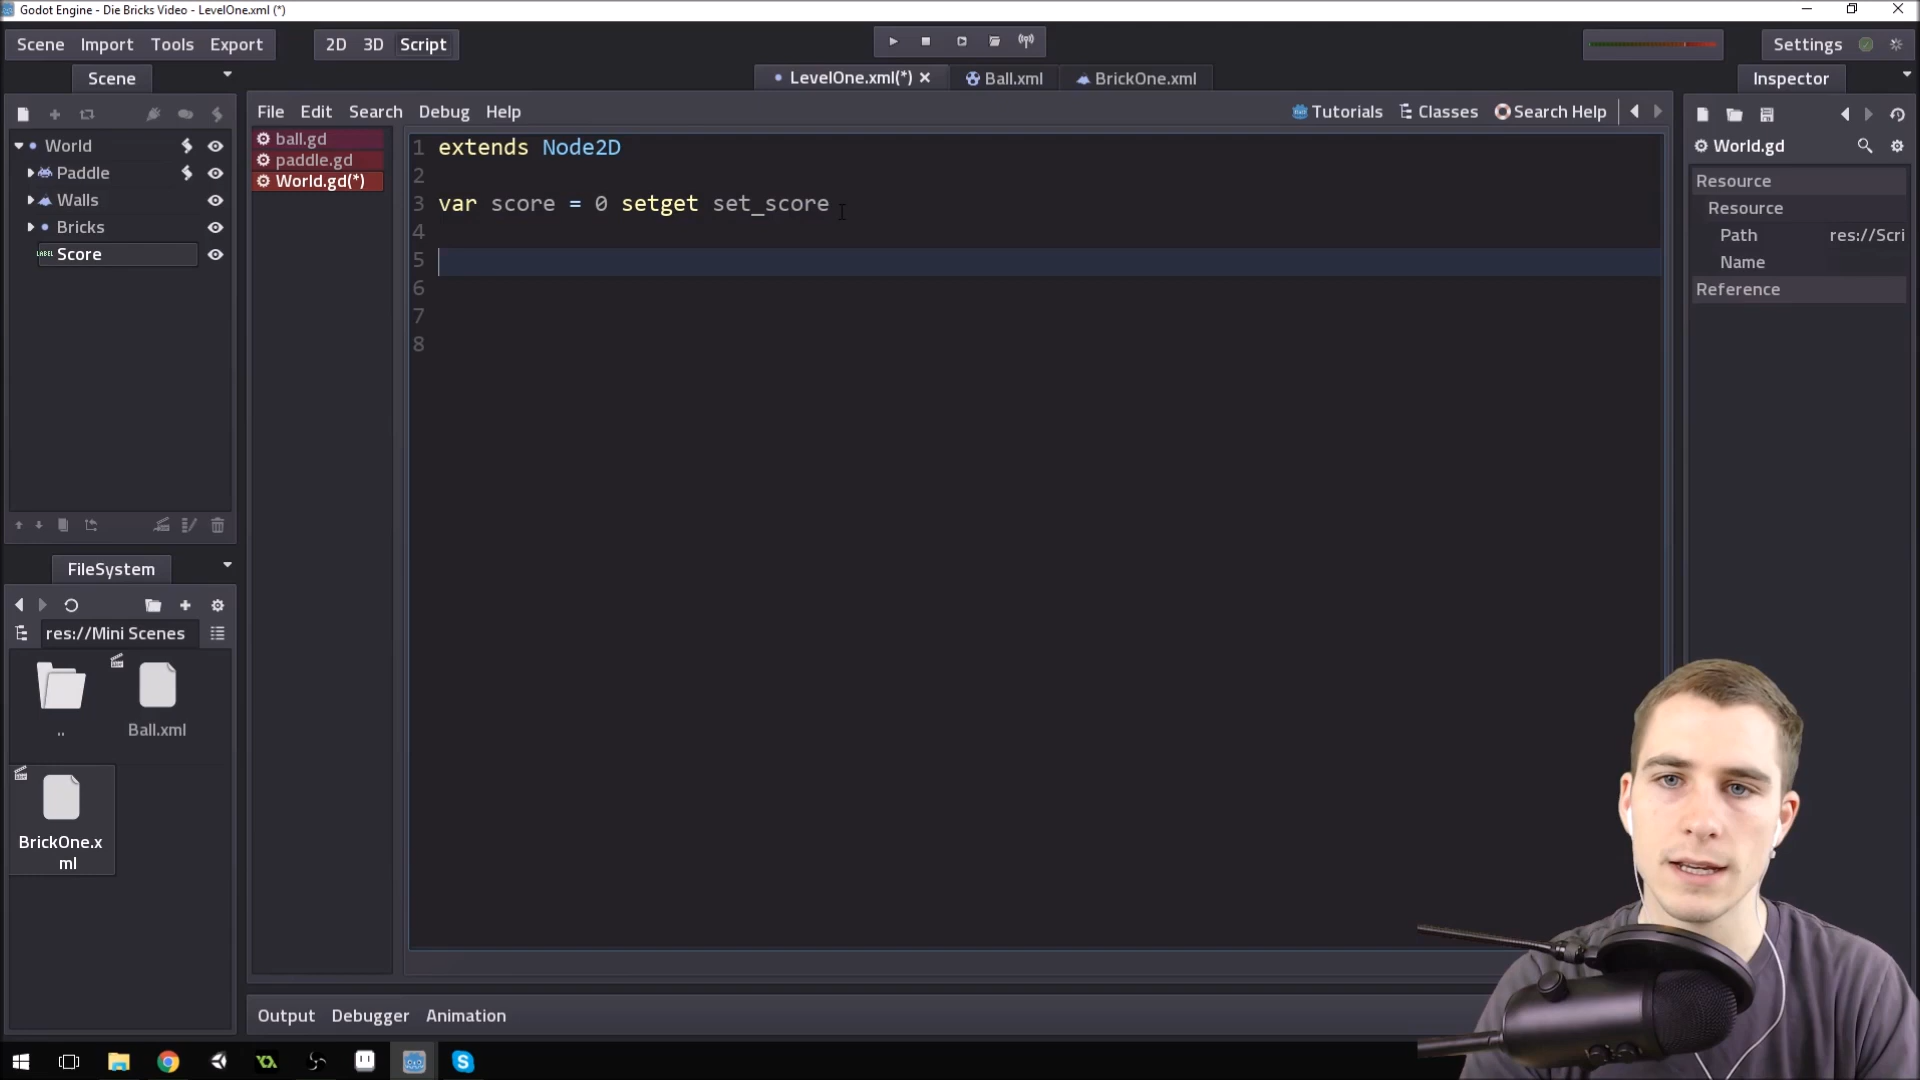 Godot Engine - Die Bricks Video - LevelOne.xml (*)
Scene Import Tools Export 2D 3D Script Settings
Scene LevelOne.xml(*) Ball.xml BrickOne.xml Inspector
File Edit Search Debug Help Tutorials Classes Search Help
World
Paddle
Walls
Bricks
LABEL Score
ball.gd
paddle.gd
World.gd(*)
1 extends Node2D
2
3 var score = 0 setget set_score
4
5
6
7
8
World.gd
Resource
Resource
Path res://Scri
Name
Reference
FileSystem
res://Mini Scenes
..
Ball.xml
BrickOne.x
ml
Output Debugger Animation